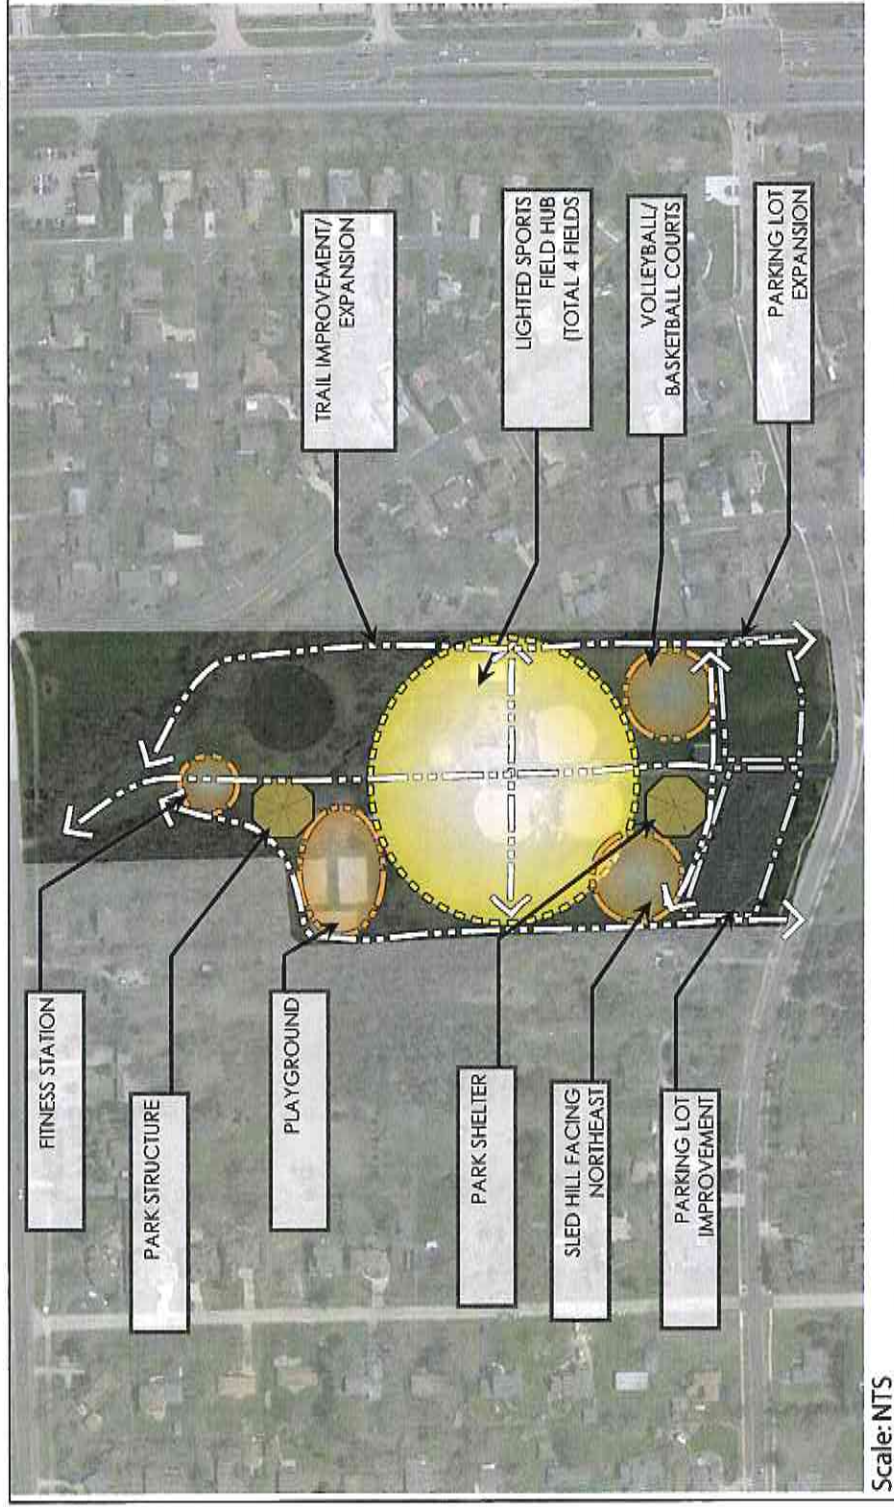 FITNESS STATION
PARK STRUCTURE
PLAYGROUND
PARK SHELTER
SLED HILL FACING
NORTHEAST
PARKING LOT
IMPROVEMENT
TRAIL IMPROVEMENT/
EXPANSION
LIGHTED SPORTS
FIELD HUB
(TOTAL 4 FIELDS
VOLLEYBALL/
BASKETBALL COURTS
PARKING LOT
EXPANSION
Scale: NTS